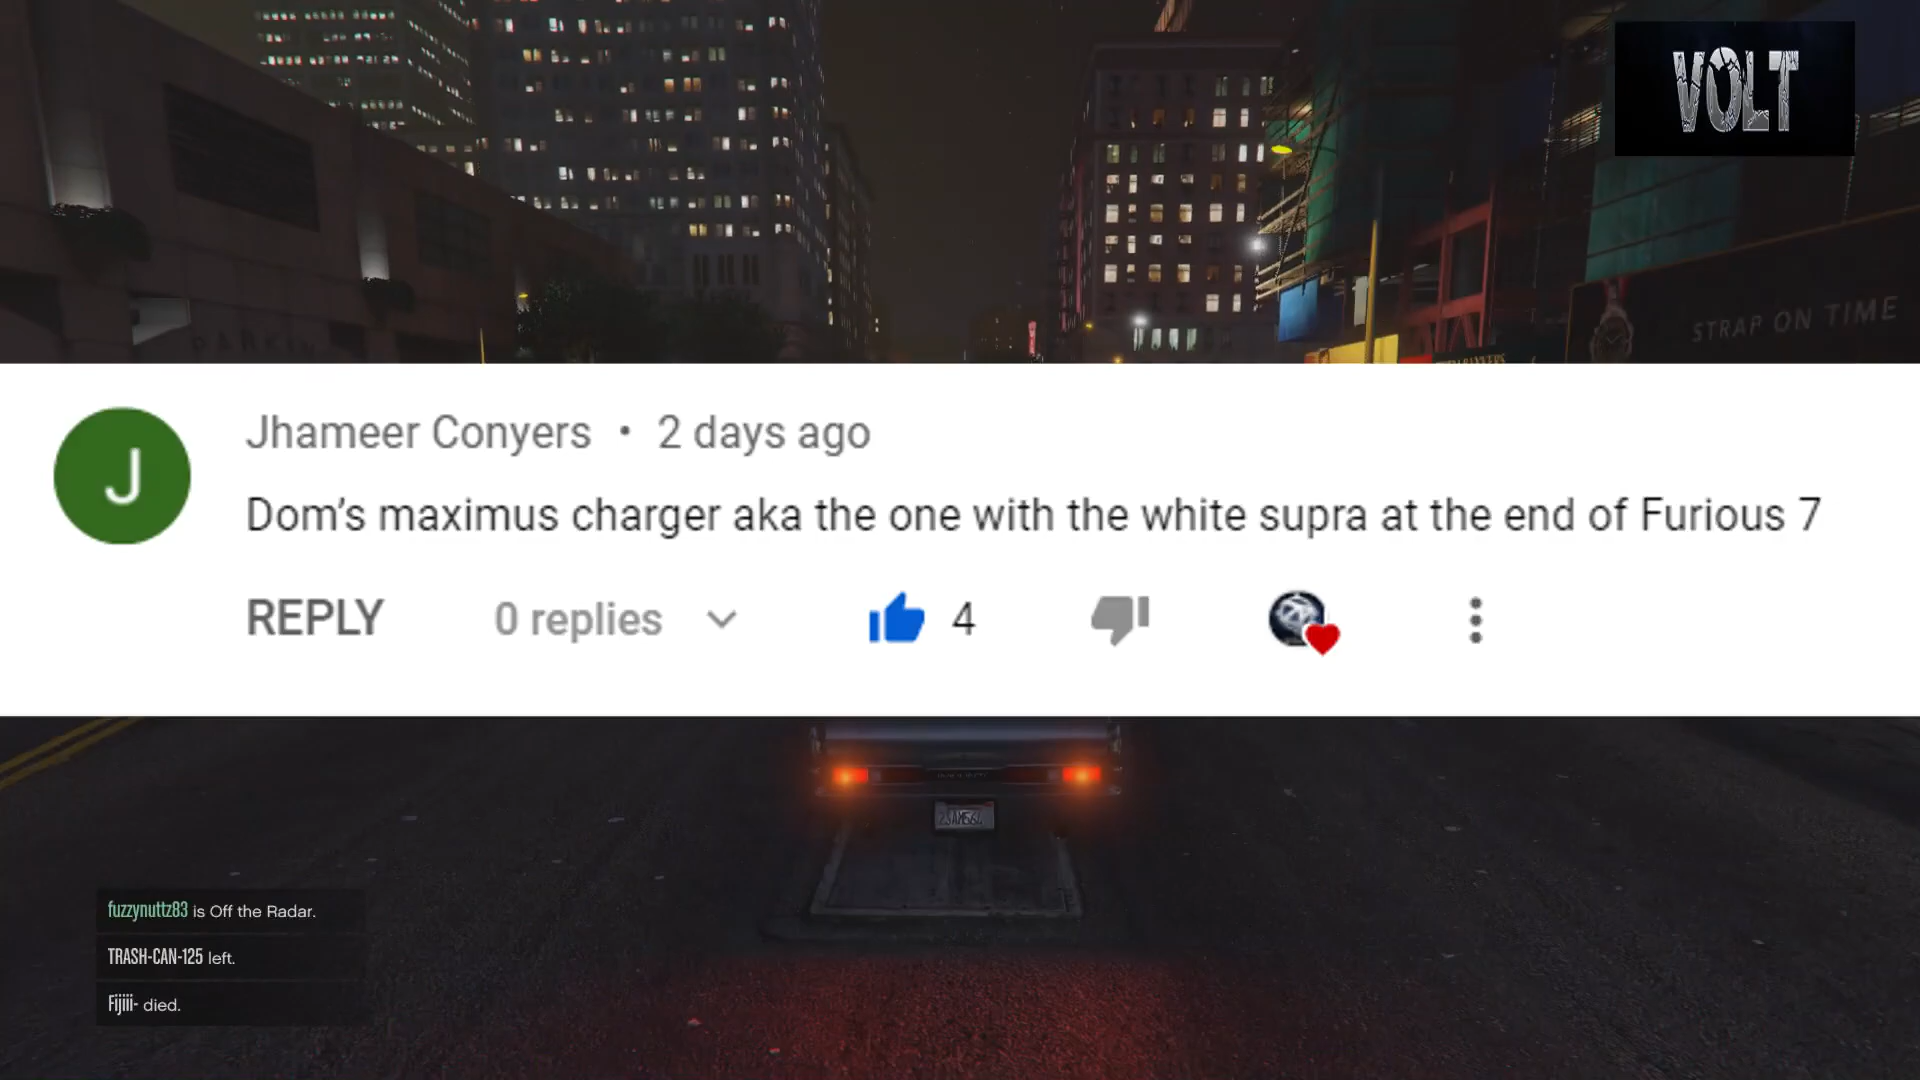 VOLT
STRAP ON TIME
PARKIN
Jhameer Conyers • 2 days ago
J
Dom’s maximus charger aka the one with the white supra at the end of Furious 7
REPLY 0 replies 4
fuzzynuttz83 is Off the Radar.
TRASH-CAN-125 left.
Fijiii- died.